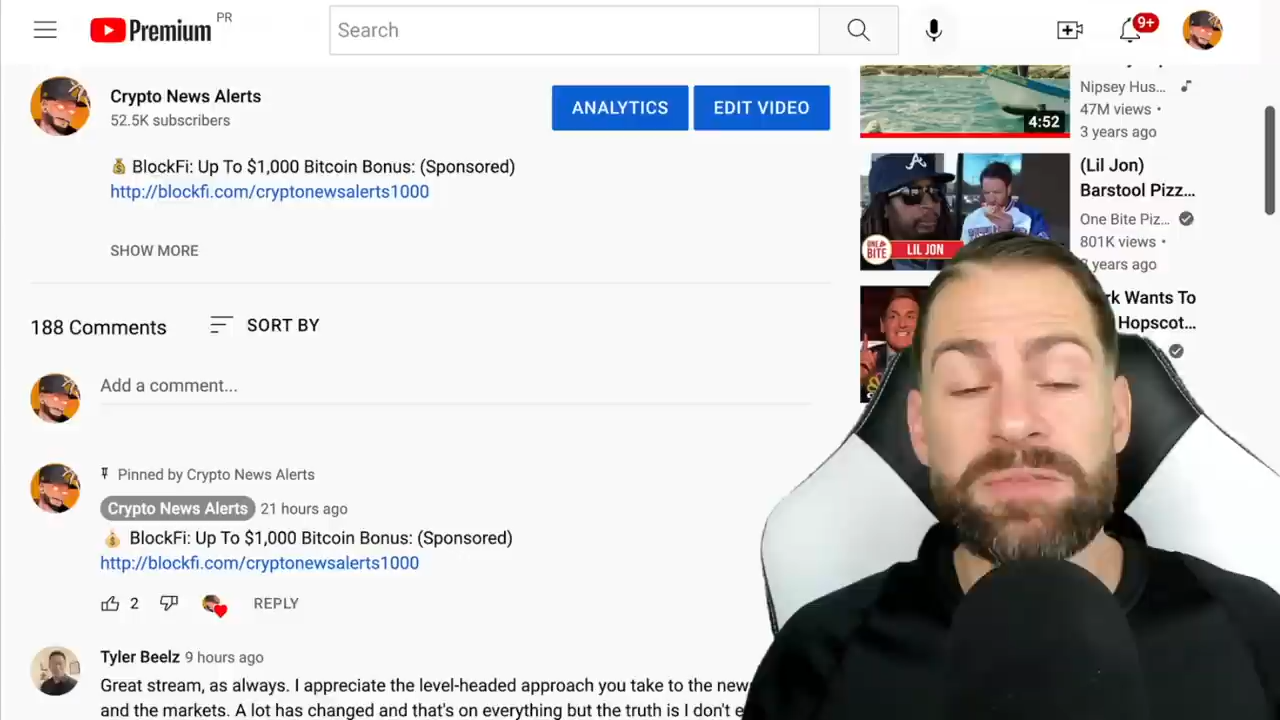 Premium PR
Search
9+
Crypto News Alerts
52.5K subscribers
ANALYTICS
EDIT VIDEO
BlockFi: Up To $1,000 Bitcoin Bonus: (Sponsored)
http://blockfi.com/cryptonewsalerts1000
SHOW MORE
188 Comments
SORT BY
Add a comment...
Pinned by Crypto News Alerts
Crypto News Alerts 21 hours ago
BlockFi: Up To $1,000 Bitcoin Bonus: (Sponsored)
http://blockfi.com/cryptonewsalerts1000
2
REPLY
Tyler Beelz 9 hours ago
Great stream, as always. I appreciate the level-headed approach you take to the new
and the markets. A lot has changed and that's on everything but the truth is I don't
4:52
Nipsey Hus...
47M views •
3 years ago
A
ONE BITE
LIL JON
(Lil Jon)
Barstool Pizz...
One Bite Piz...
801K views •
years ago
Wants To
Hopscot...